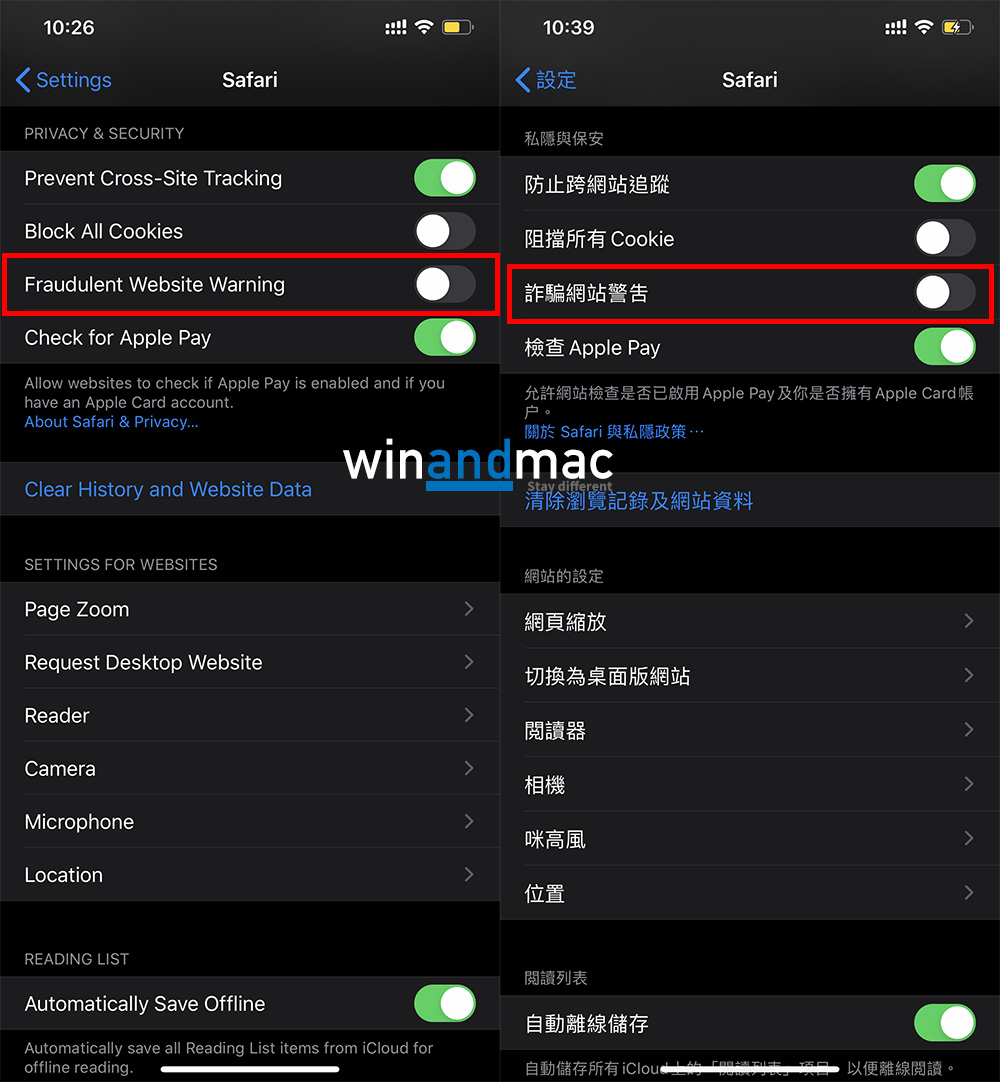 10:26
Settings
Safari
PRIVACY & SECURITY
Prevent Cross-Site Tracking
Block All Cookies
Fraudulent Website Warning
Check for Apple Pay
Allow websites to check if Apple Pay is enabled and if you
have an Apple Card account.
About Safari & Privacy...
Clear History and Website Data
SETTINGS FOR WEBSITES
Page Zoom
Request Desktop Website
Reader
Camera
Microphone
Location
READING LIST
Automatically Save Offline
Automatically save all Reading List items from iCloud for
offline reading.
winandmac
Stay different
10:39
設定
Safari
私隱與保安
防止跨網站追蹤
阻擋所有 Cookie
詐騙網站警告
檢查 Apple Pay
允許網站檢查是否已啟用 Apple Pay 及你是否擁有 Apple Card 帳
户。
關於 Safari 與私隱政策⋯
清除瀏覽記錄及網站資料
網站的設定
網頁縮放
切換為桌面版網站
閱讀器
相機
咪高風
位置
閱讀列表
自動離線儲存
自動儲存所有 iCloud 上的「閱讀列表」項目，以便離線閱讀。